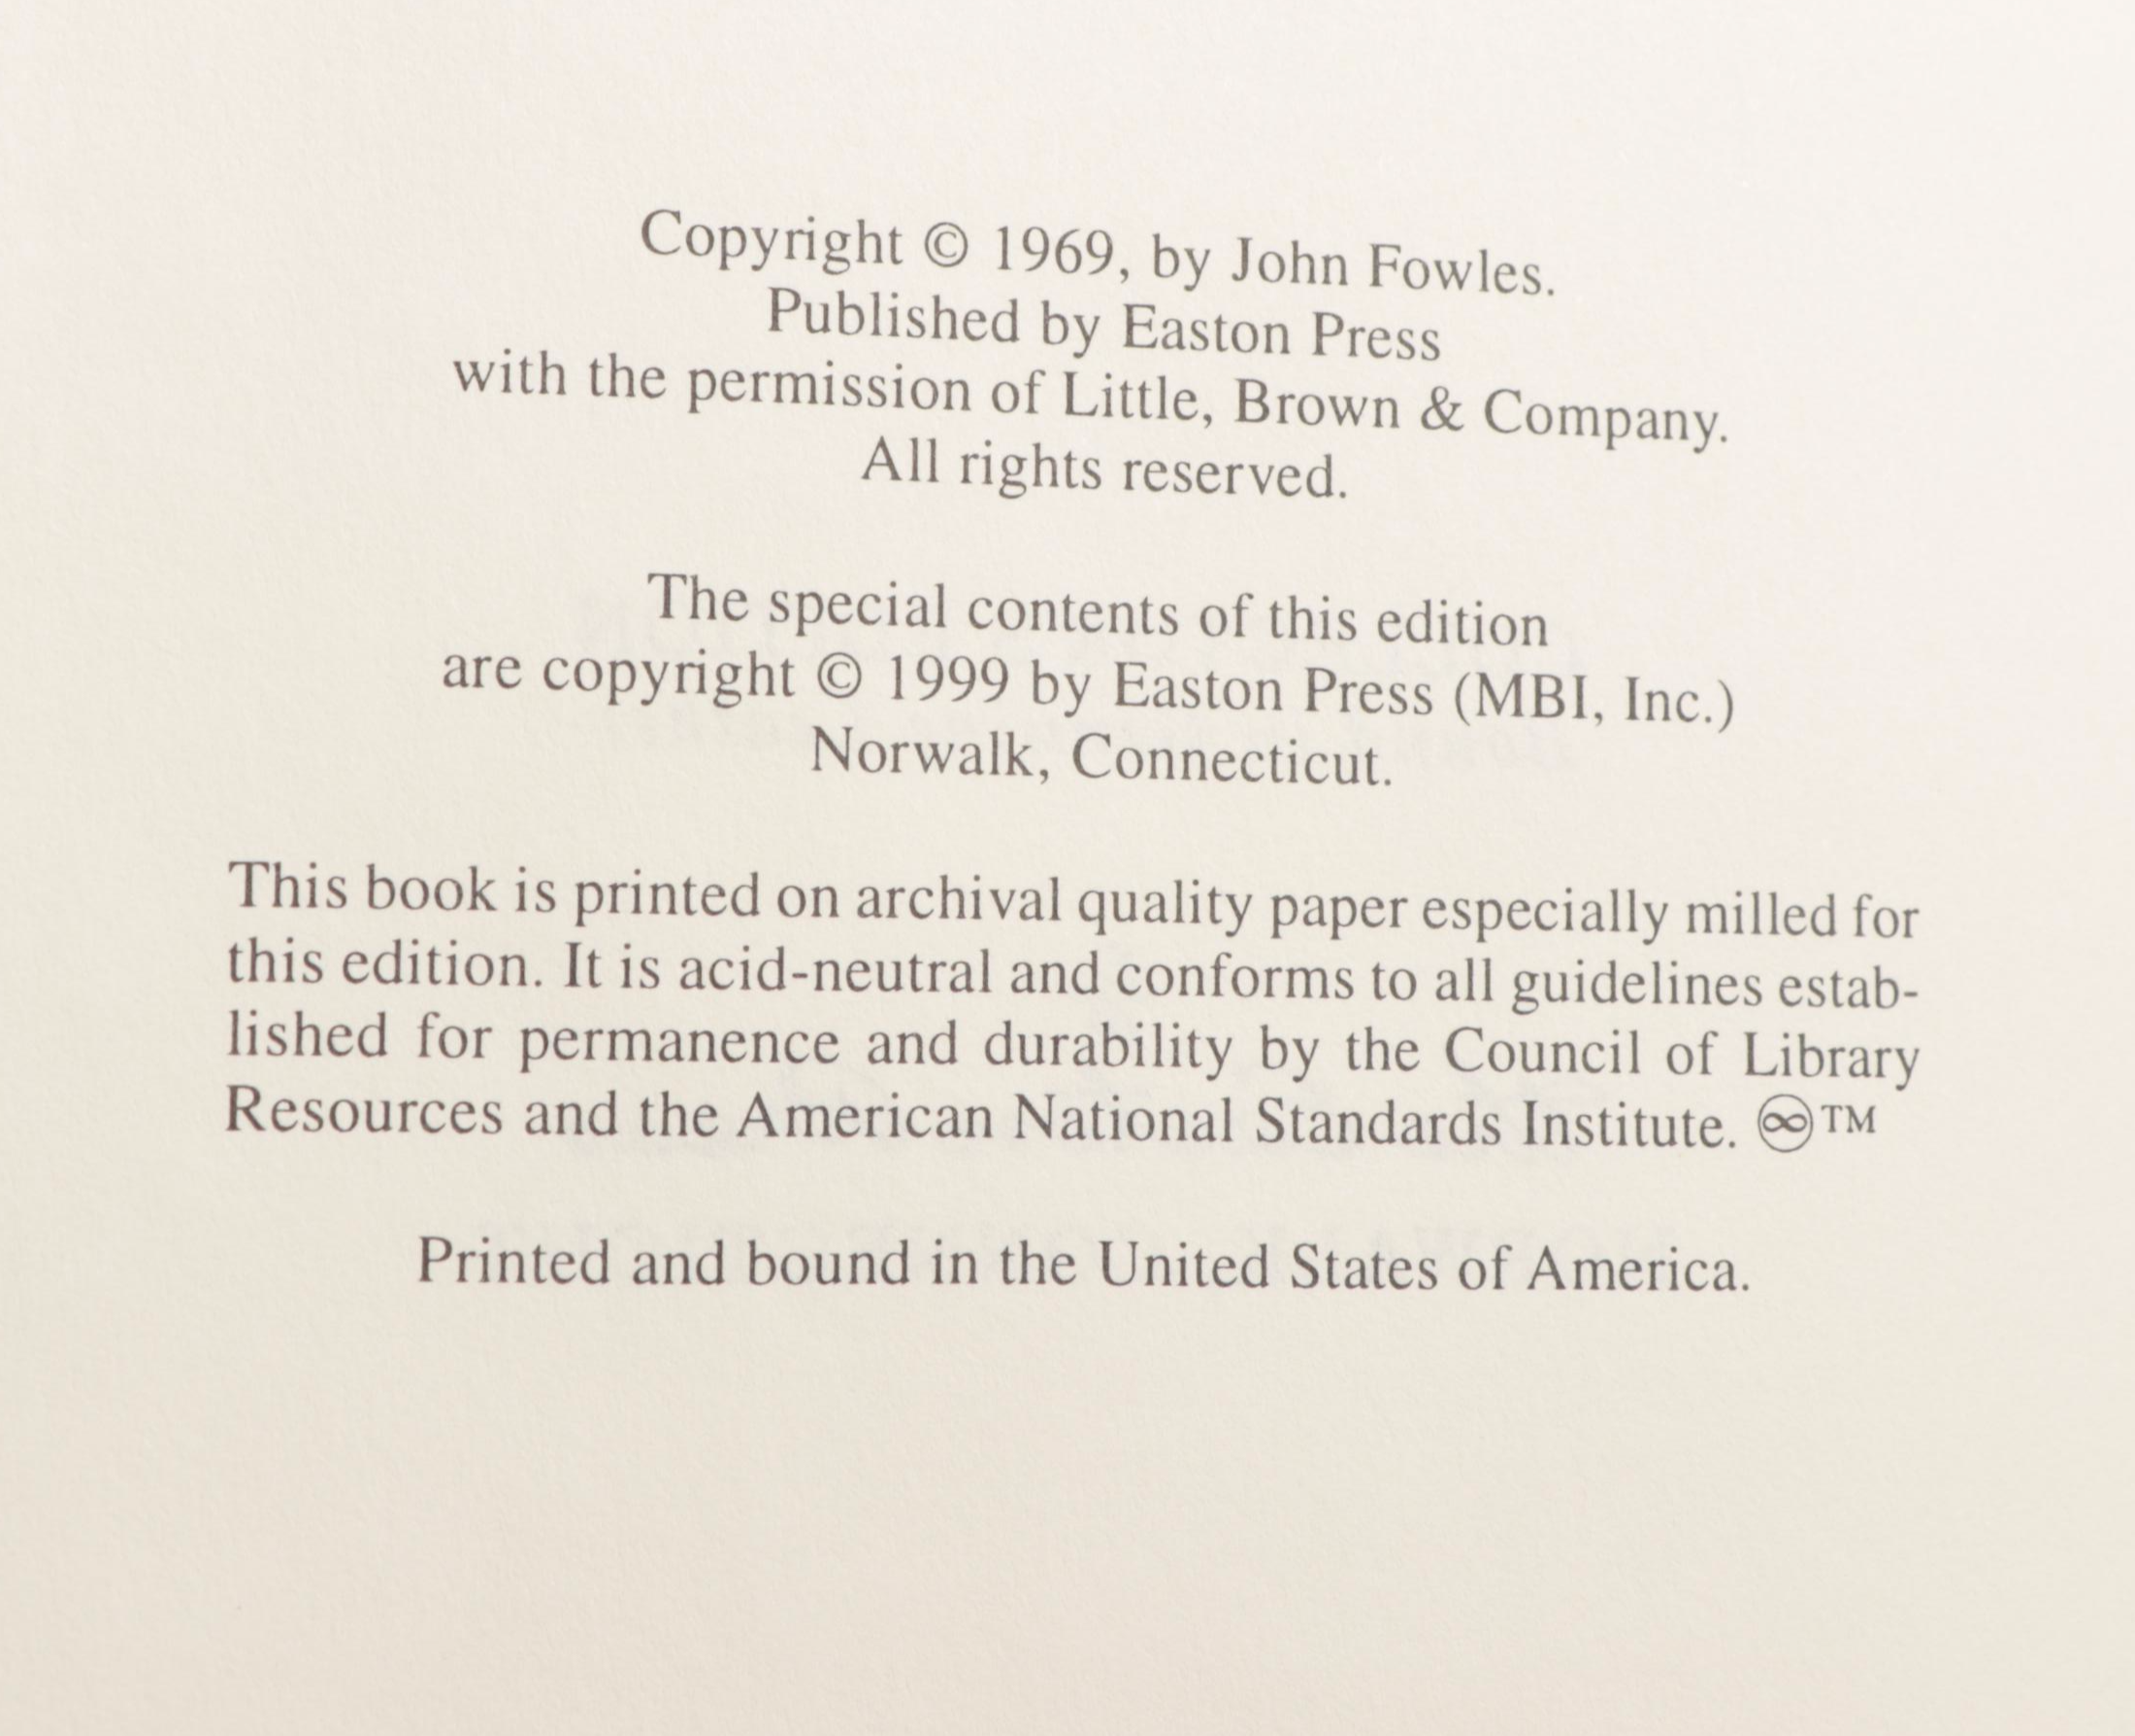 Copyright © 1969, by John Fowles.
Published by Easton Press
with the permission of Little, Brown & Company.
All rights reserved.
The special contents of this edition
are copyright © 1999 by Easton Press (MBI, Inc.)
Norwalk, Connecticut.
This book is printed on archival quality paper especially milled for
this edition. It is acid-neutral and conforms to all guidelines estab-
lished for permanence and durability by the Council of Library
Resources and the American National Standards Institute. ♾™
Printed and bound in the United States of America.